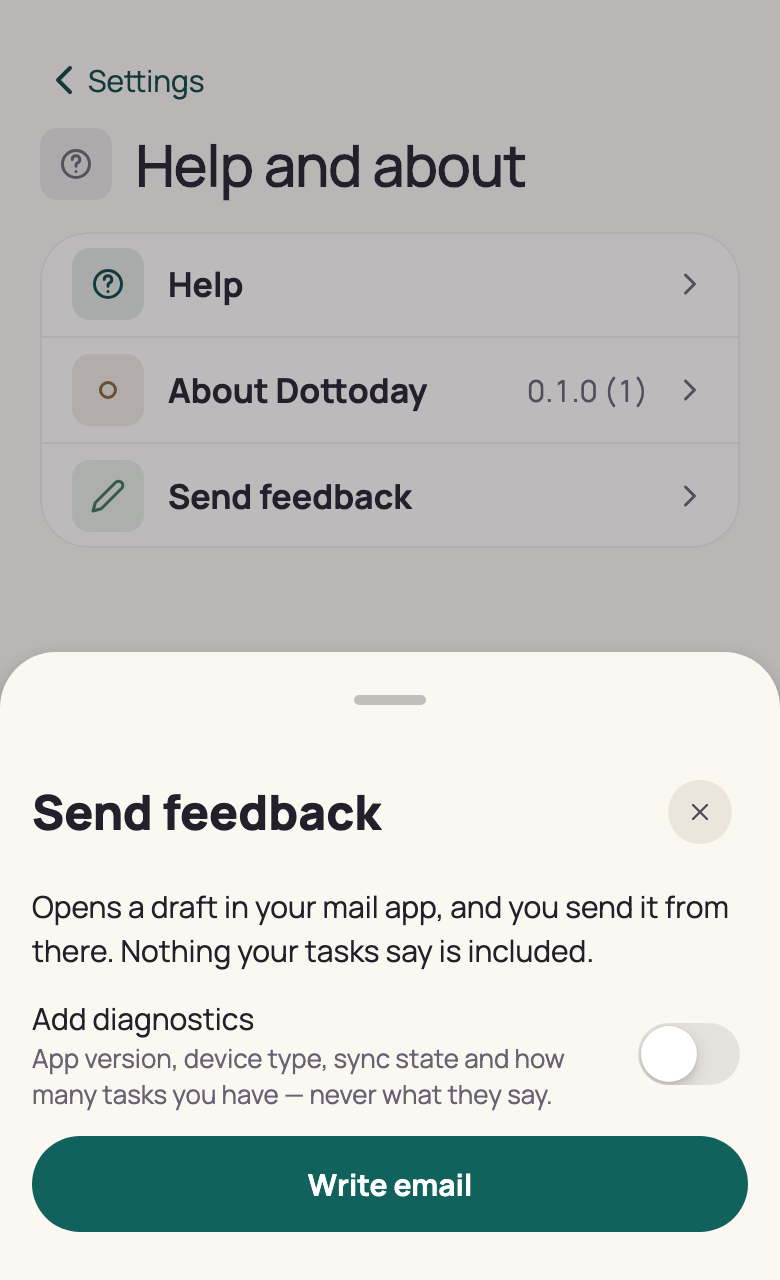 Settings
Help and about
Help
About Dottoday 0.1.0 (1)
Send feedback
Send feedback
Opens a draft in your mail app, and you send it from
there. Nothing your tasks say is included.
Add diagnostics
App version, device type, sync state and how
many tasks you have — never what they say.
Write email